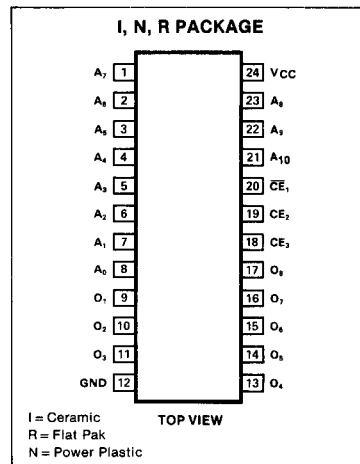 I, N, R PACKAGE
A₇ 1 24 VCC
A₆ 2 23 A₈
A₅ 3 22 A₉
A₄ 4 21 A₁₀
A₃ 5 20 C̅E̅₁
A₂ 6 19 CE₂
A₁ 7 18 CE₃
A₀ 8 17 O₈
O₁ 9 16 O₇
O₂ 10 15 O₆
O₃ 11 14 O₅
GND 12 13 O₄
TOP VIEW
I = Ceramic
R = Flat Pak
N = Power Plastic